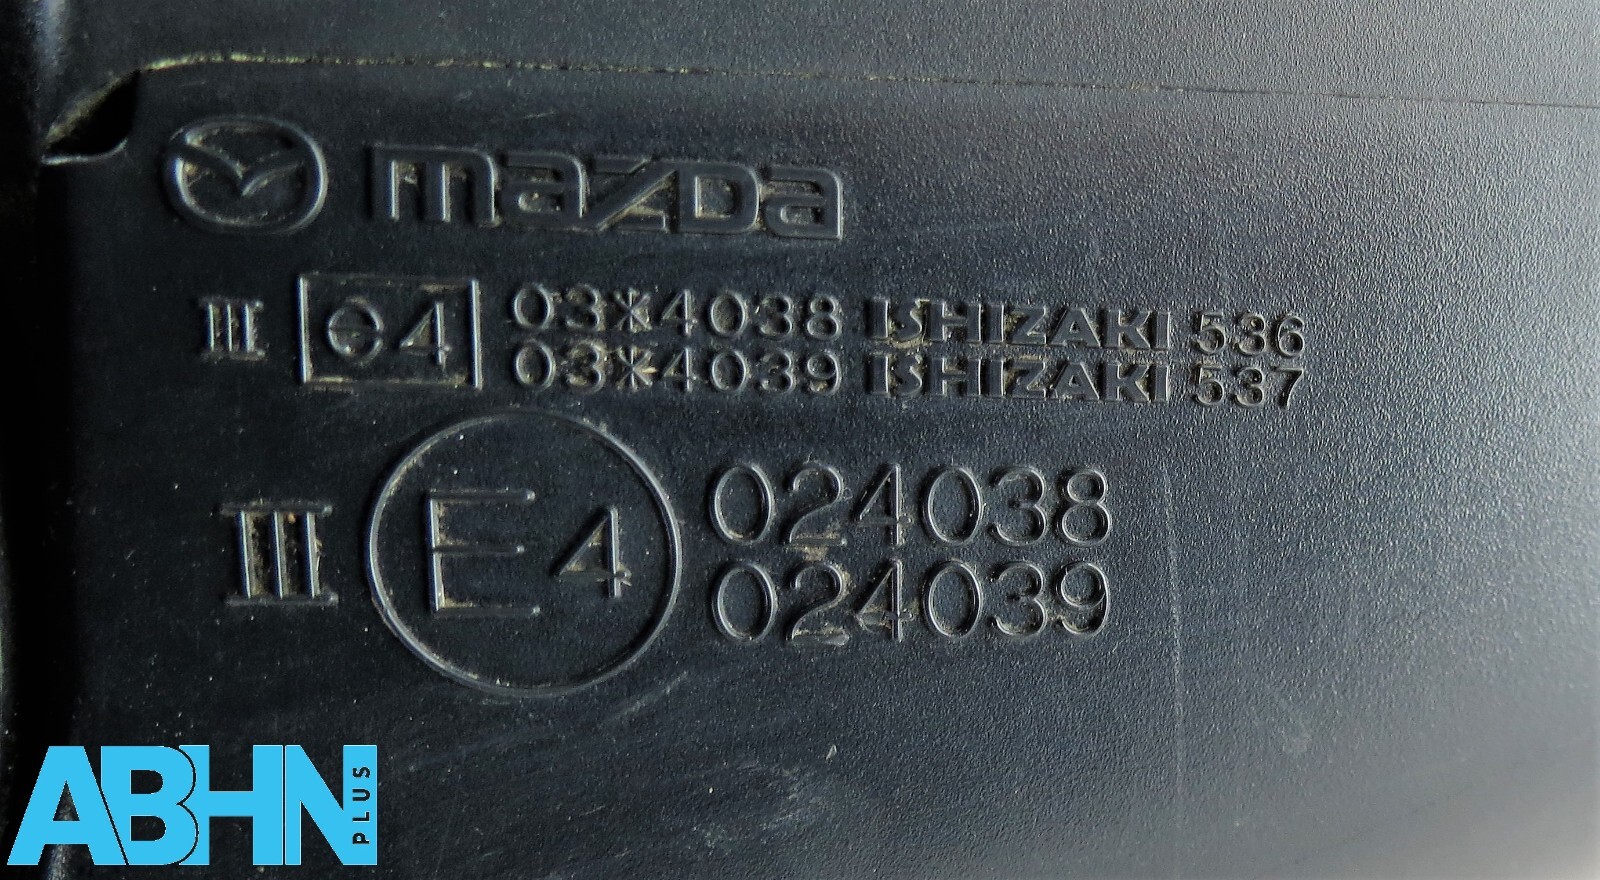 mazda
III e4 03*4038 ISHIZAKI 536
03*4039 ISHIZAKI 537
III E4 024038
024039
ABHN PLUS